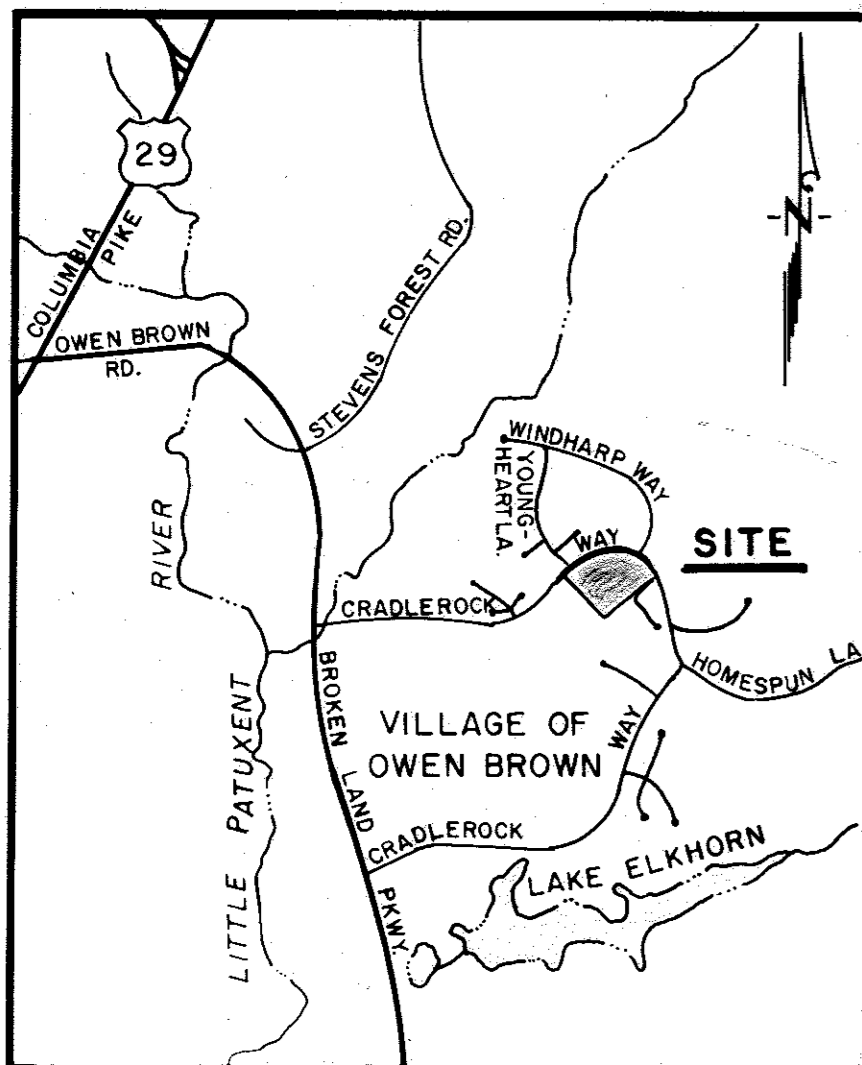 29
COLUMBIA
PIKE
OWEN BROWN
RD.
STEVENS FOREST RD.
N
WINDHARP WAY
YOUNG-
HEART LA.
WAY
SITE
RIVER
CRADLEROCK
HOMESPUN LA
BROKEN LAND PKWY.
VILLAGE OF
OWEN BROWN
WAY
LITTLE PATUXENT
CRADLEROCK
LAKE ELKHORN